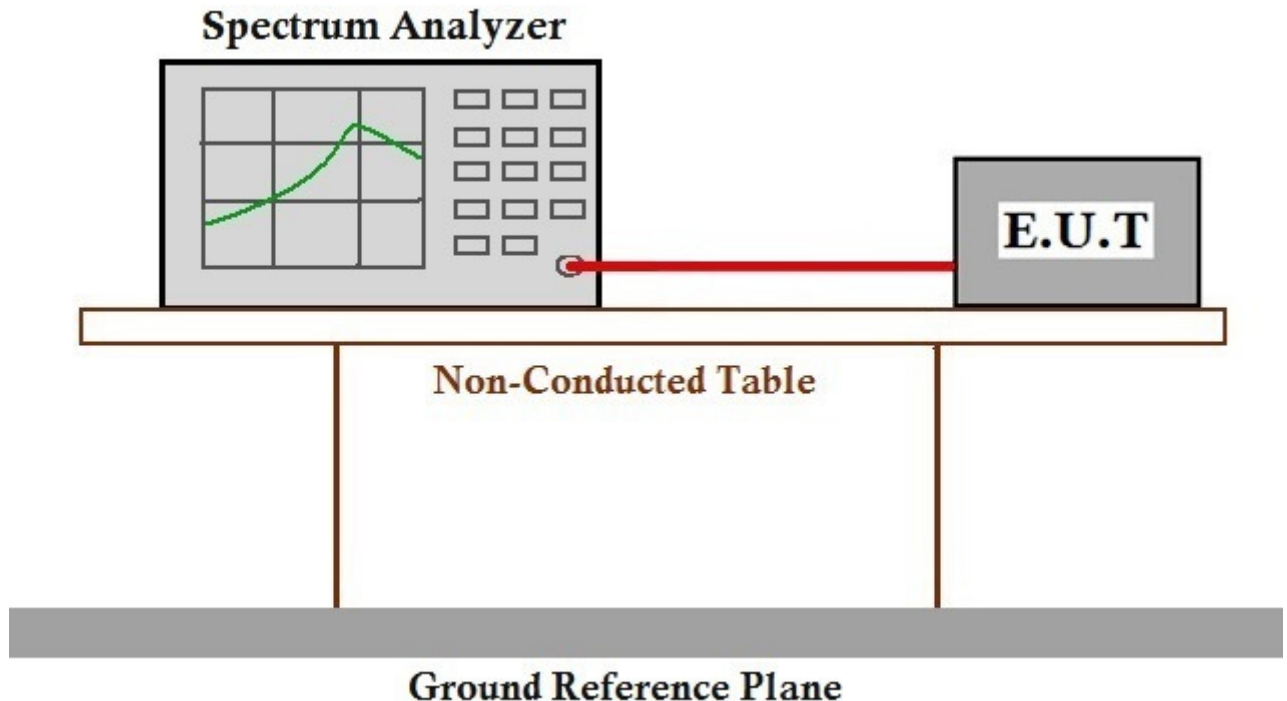 Spectrum Analyzer
E.U.T
Non-Conducted Table
Ground Reference Plane